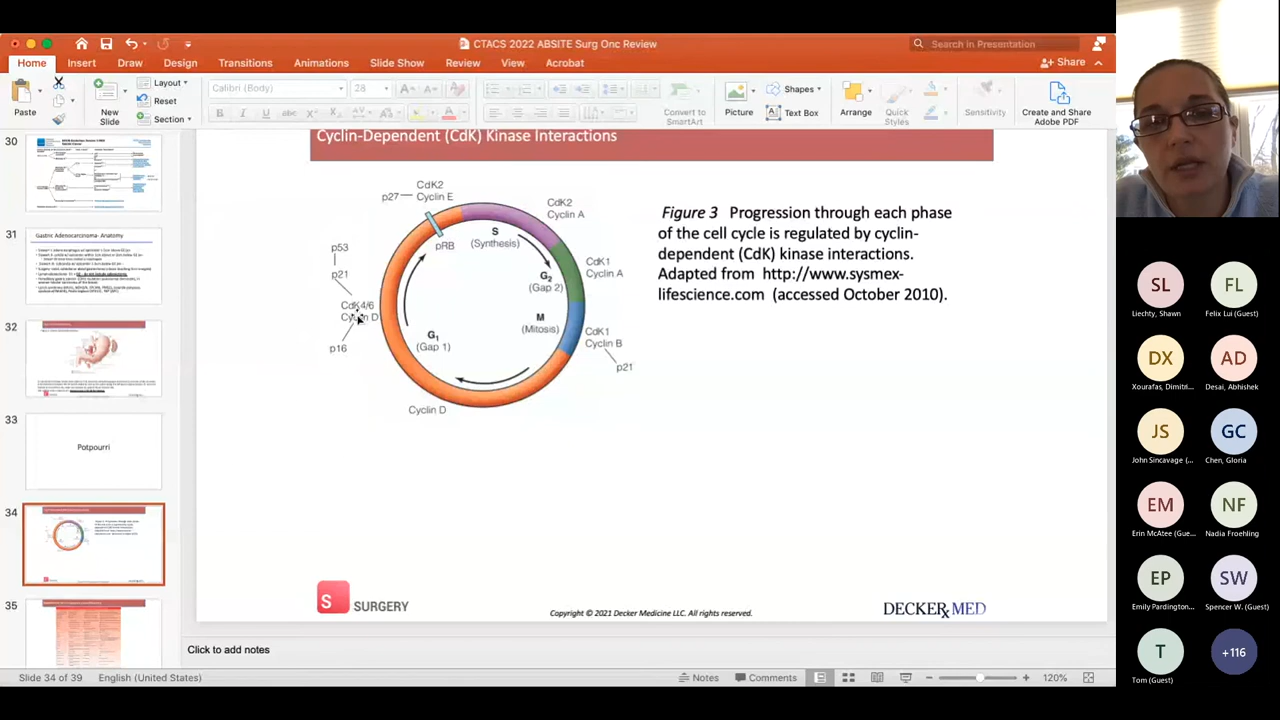 CTACS 2022 ABSITE Surg Onc Review
Search in Presentation
Home Insert Draw Design Transitions Animations Slide Show Review View Acrobat Share
Paste
New Slide
Layout
Reset
Section
Calibri (Body) 28
Convert to SmartArt
Picture
Shapes
Text Box
Arrange
Quick Styles
Sensitivity
Create and Share Adobe PDF
30
31
Gastric Adenocarcinoma- Anatomy
32
33
Potpourri
34
35
Cyclin-Dependent (CdK) Kinase Interactions
CdK2
Cyclin E
p27
CdK2
Cyclin A
p53
p21
CdK4/6
Cyclin D
p16
pRB
S
(Synthesis)
G2
(Gap 2)
CdK1
Cyclin A
M
(Mitosis)
CdK1
Cyclin B
p21
G1
(Gap 1)
Cyclin D
Figure 3 Progression through each phase
of the cell cycle is regulated by cyclin-
dependent (CdK) kinase interactions.
Adapted from http://www.sysmex-
lifescience.com (accessed October 2010).
S SURGERY
Copyright © 2021 Decker Medicine LLC. All rights reserved.
DECKERMED
Click to add notes
Slide 34 of 39 English (United States)
Notes Comments 120%
SL
Liechty, Shawn
FL
Felix Lui (Guest)
DX
Xourafas, Dimitri...
AD
Desai, Abhishek
JS
John Sincavage (...
GC
Chen, Gloria
EM
Erin McAtee (Gue...
NF
Nadia Froehling
EP
Emily Pardington...
SW
Spencer W. (Guest)
T
Tom (Guest)
+116